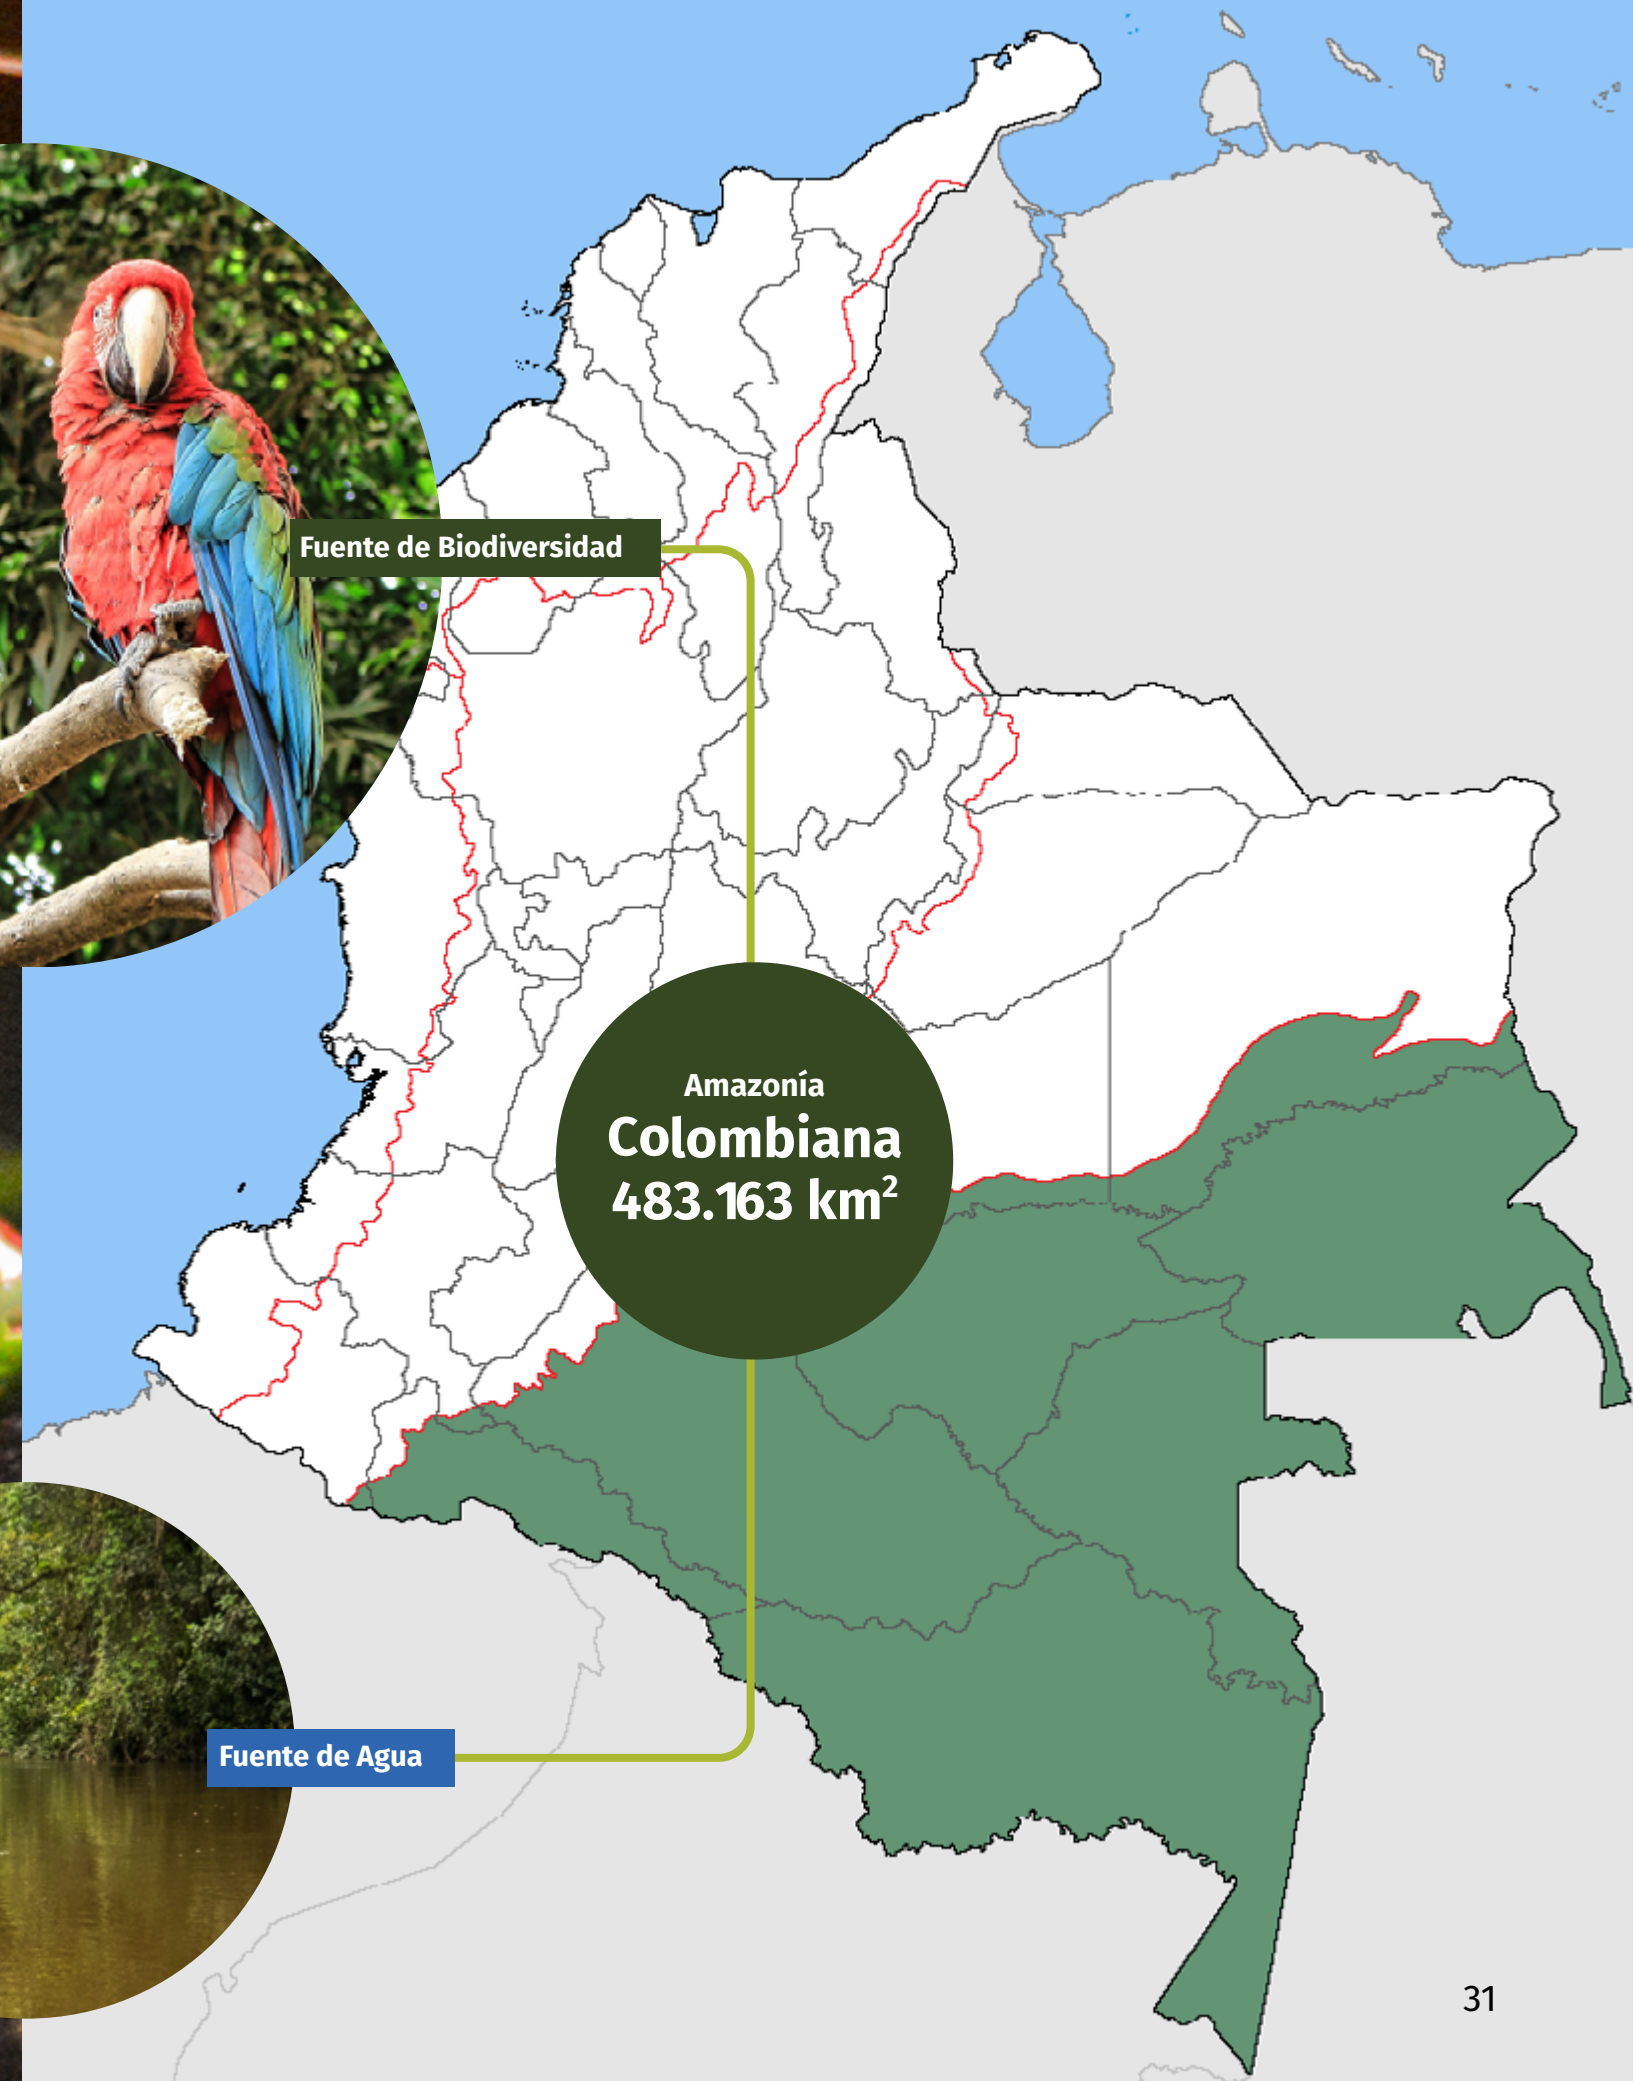 Fuente de Biodiversidad
Amazonía
Colombiana
483.163 km²
Fuente de Agua
31